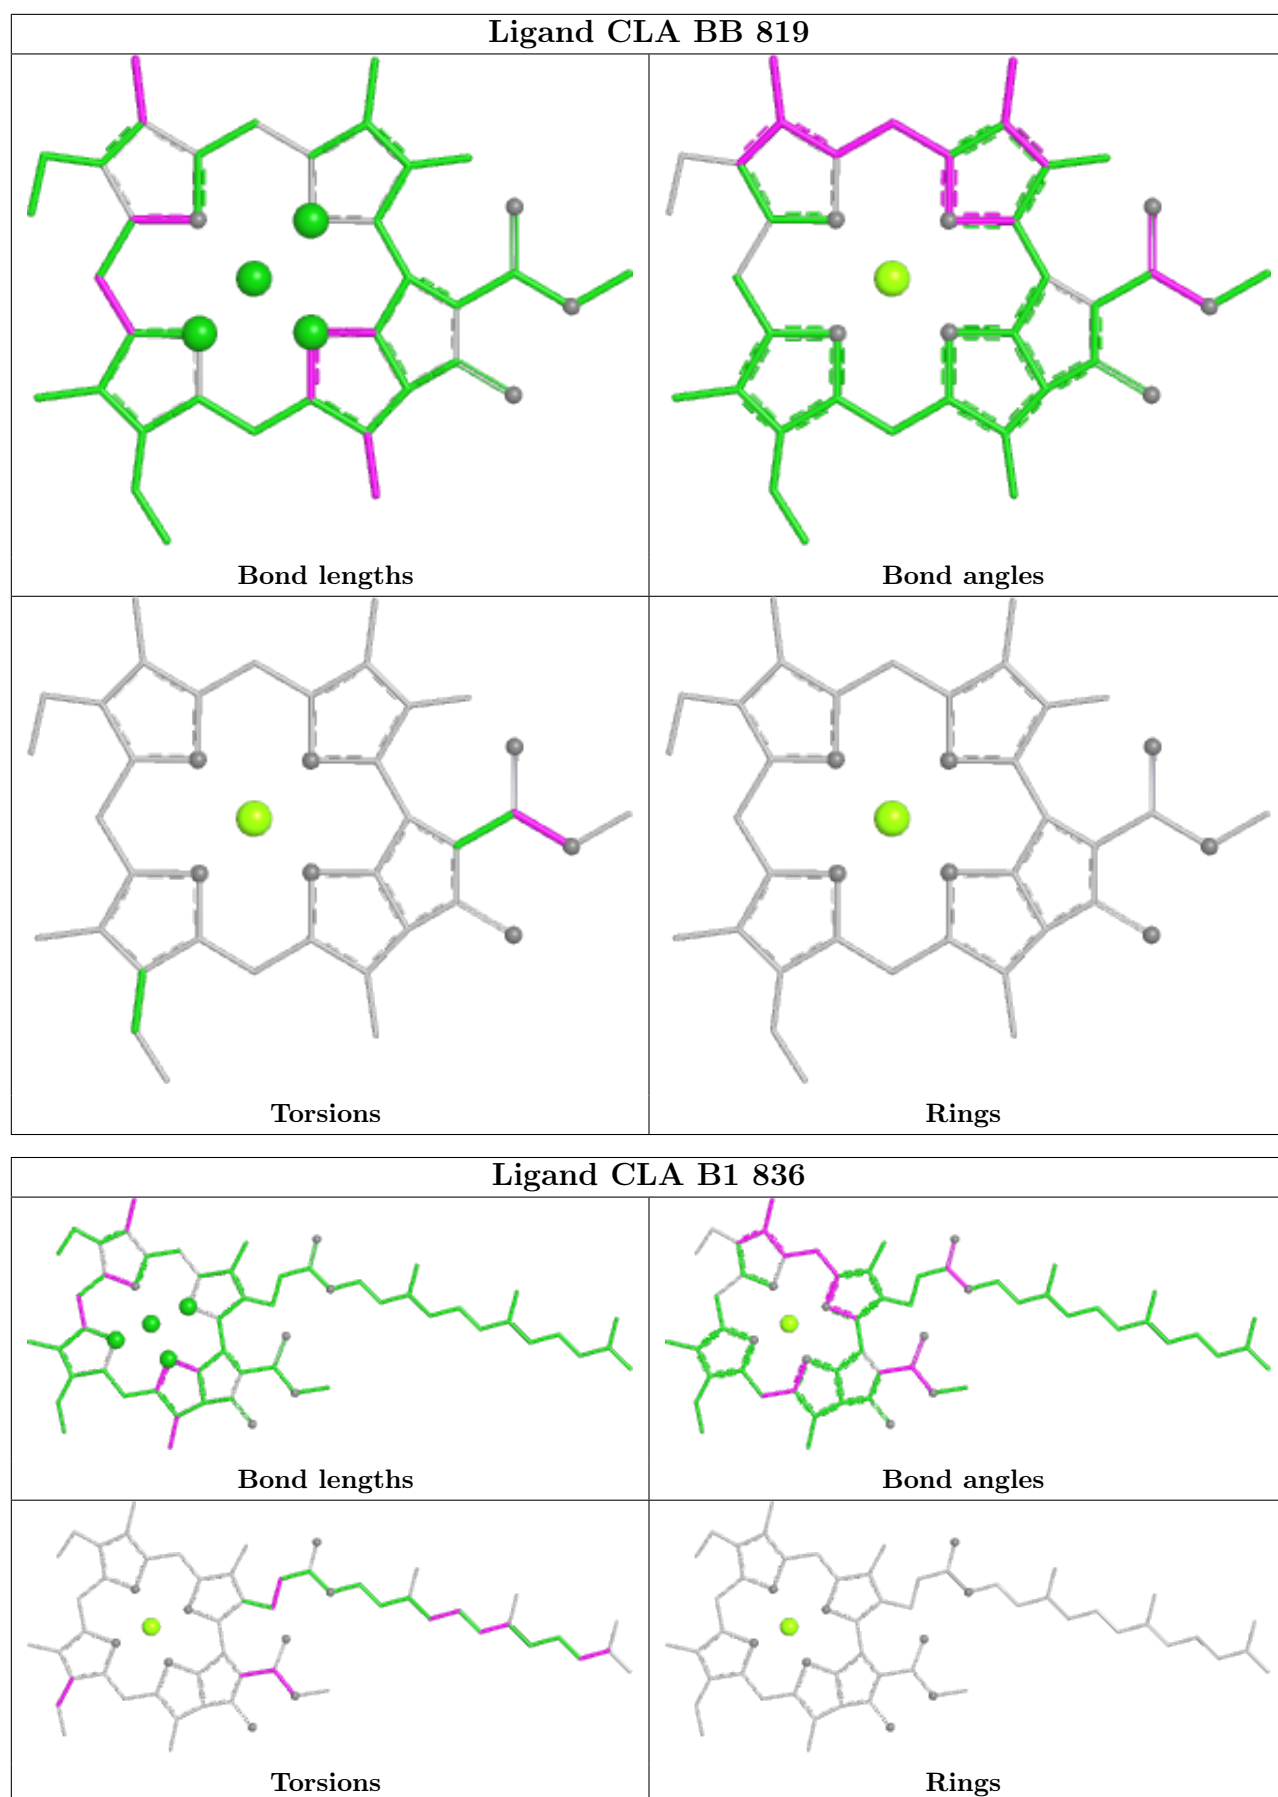 Ligand CLA BB 819
Bond lengths
Bond angles
Torsions
Rings
Ligand CLA B1 836
Bond lengths
Bond angles
Torsions
Rings